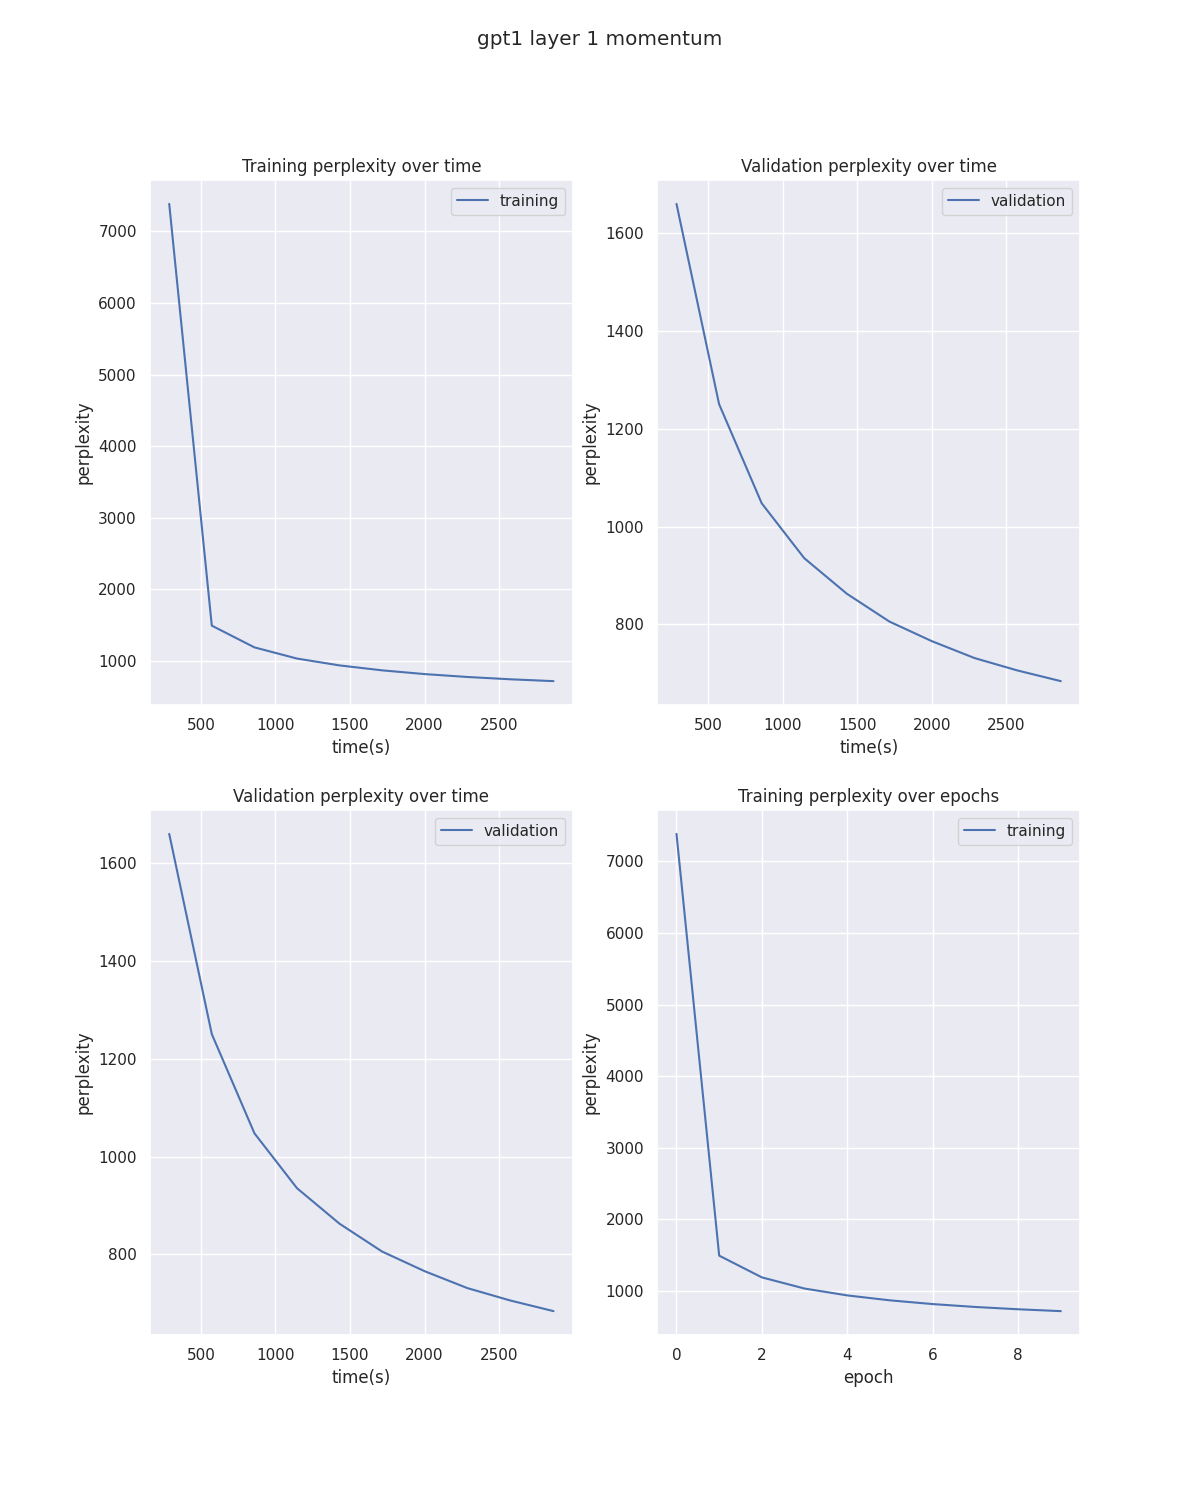 gpt1 layer 1 momentum
Training perplexity over time
training
7000
6000
5000
4000
3000
2000
1000
perplexity
500 1000 1500 2000 2500
time(s)
Validation perplexity over time
validation
1600
1400
1200
1000
800
perplexity
500 1000 1500 2000 2500
time(s)
Validation perplexity over time
validation
1600
1400
1200
1000
800
perplexity
500 1000 1500 2000 2500
time(s)
Training perplexity over epochs
training
7000
6000
5000
4000
3000
2000
1000
perplexity
0 2 4 6 8
epoch